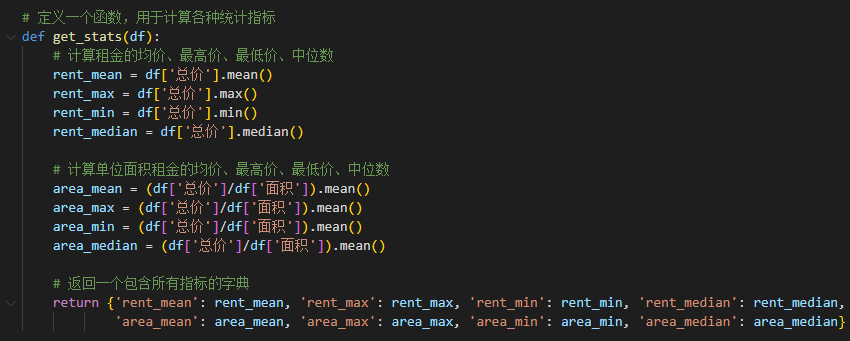 # 定义一个函数，用于计算各种统计指标
def get_stats(df):
    # 计算租金的均价、最高价、最低价、中位数
    rent_mean = df['总价'].mean()
    rent_max = df['总价'].max()
    rent_min = df['总价'].min()
    rent_median = df['总价'].median()

    # 计算单位面积租金的均价、最高价、最低价、中位数
    area_mean = (df['总价']/df['面积']).mean()
    area_max = (df['总价']/df['面积']).mean()
    area_min = (df['总价']/df['面积']).mean()
    area_median = (df['总价']/df['面积']).mean()

    # 返回一个包含所有指标的字典
    return {'rent_mean': rent_mean, 'rent_max': rent_max, 'rent_min': rent_min, 'rent_median': rent_median,
            'area_mean': area_mean, 'area_max': area_max, 'area_min': area_min, 'area_median': area_median}